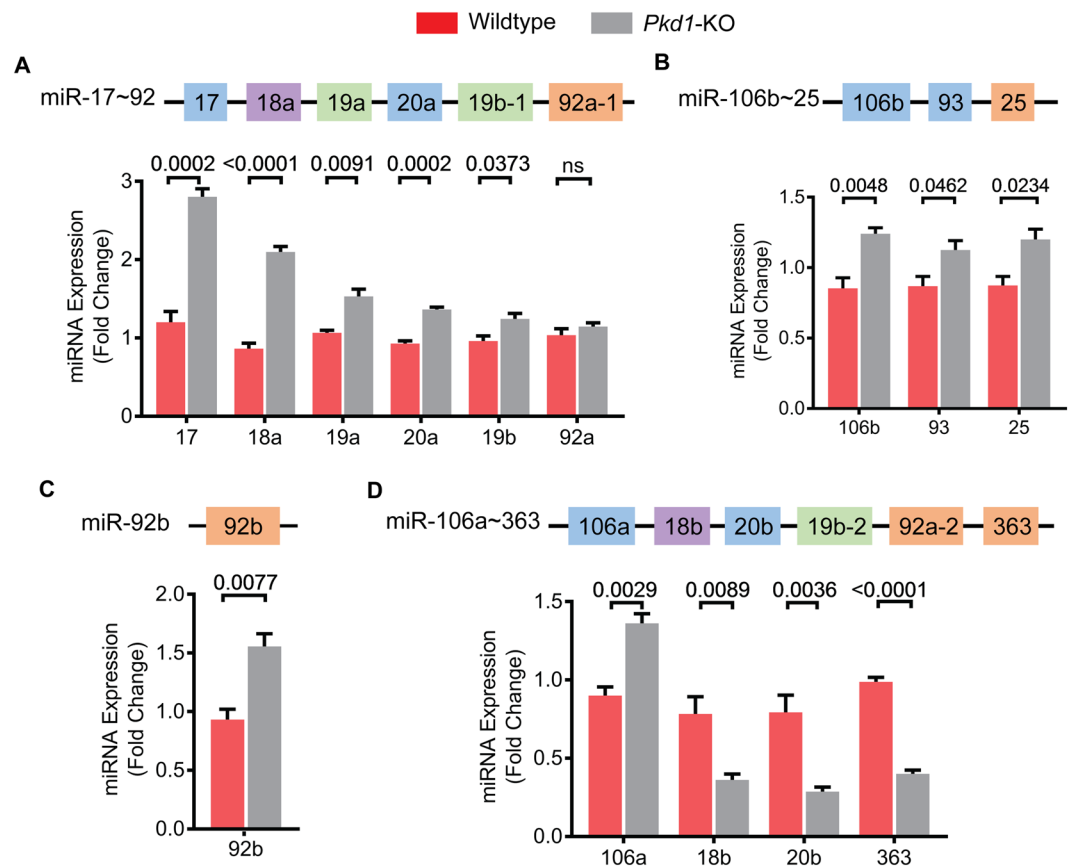 Wildtype Pkd1-KO
A
miR-17~92 17 18a 19a 20a 19b-1 92a-1
0.0002 <0.0001 0.0091 0.0002 0.0373 ns
miRNA Expression
(Fold Change)
3
2
1
0
17 18a 19a 20a 19b 92a
B
miR-106b~25 106b 93 25
0.0048 0.0462 0.0234
miRNA Expression
(Fold Change)
1.5
1.0
0.5
0.0
106b 93 25
C
miR-92b 92b
0.0077
miRNA Expression
(Fold Change)
2.0
1.5
1.0
0.5
0.0
92b
D
miR-106a~363 106a 18b 20b 19b-2 92a-2 363
0.0029 0.0089 0.0036 <0.0001
miRNA Expression
(Fold Change)
1.5
1.0
0.5
0.0
106a 18b 20b 363